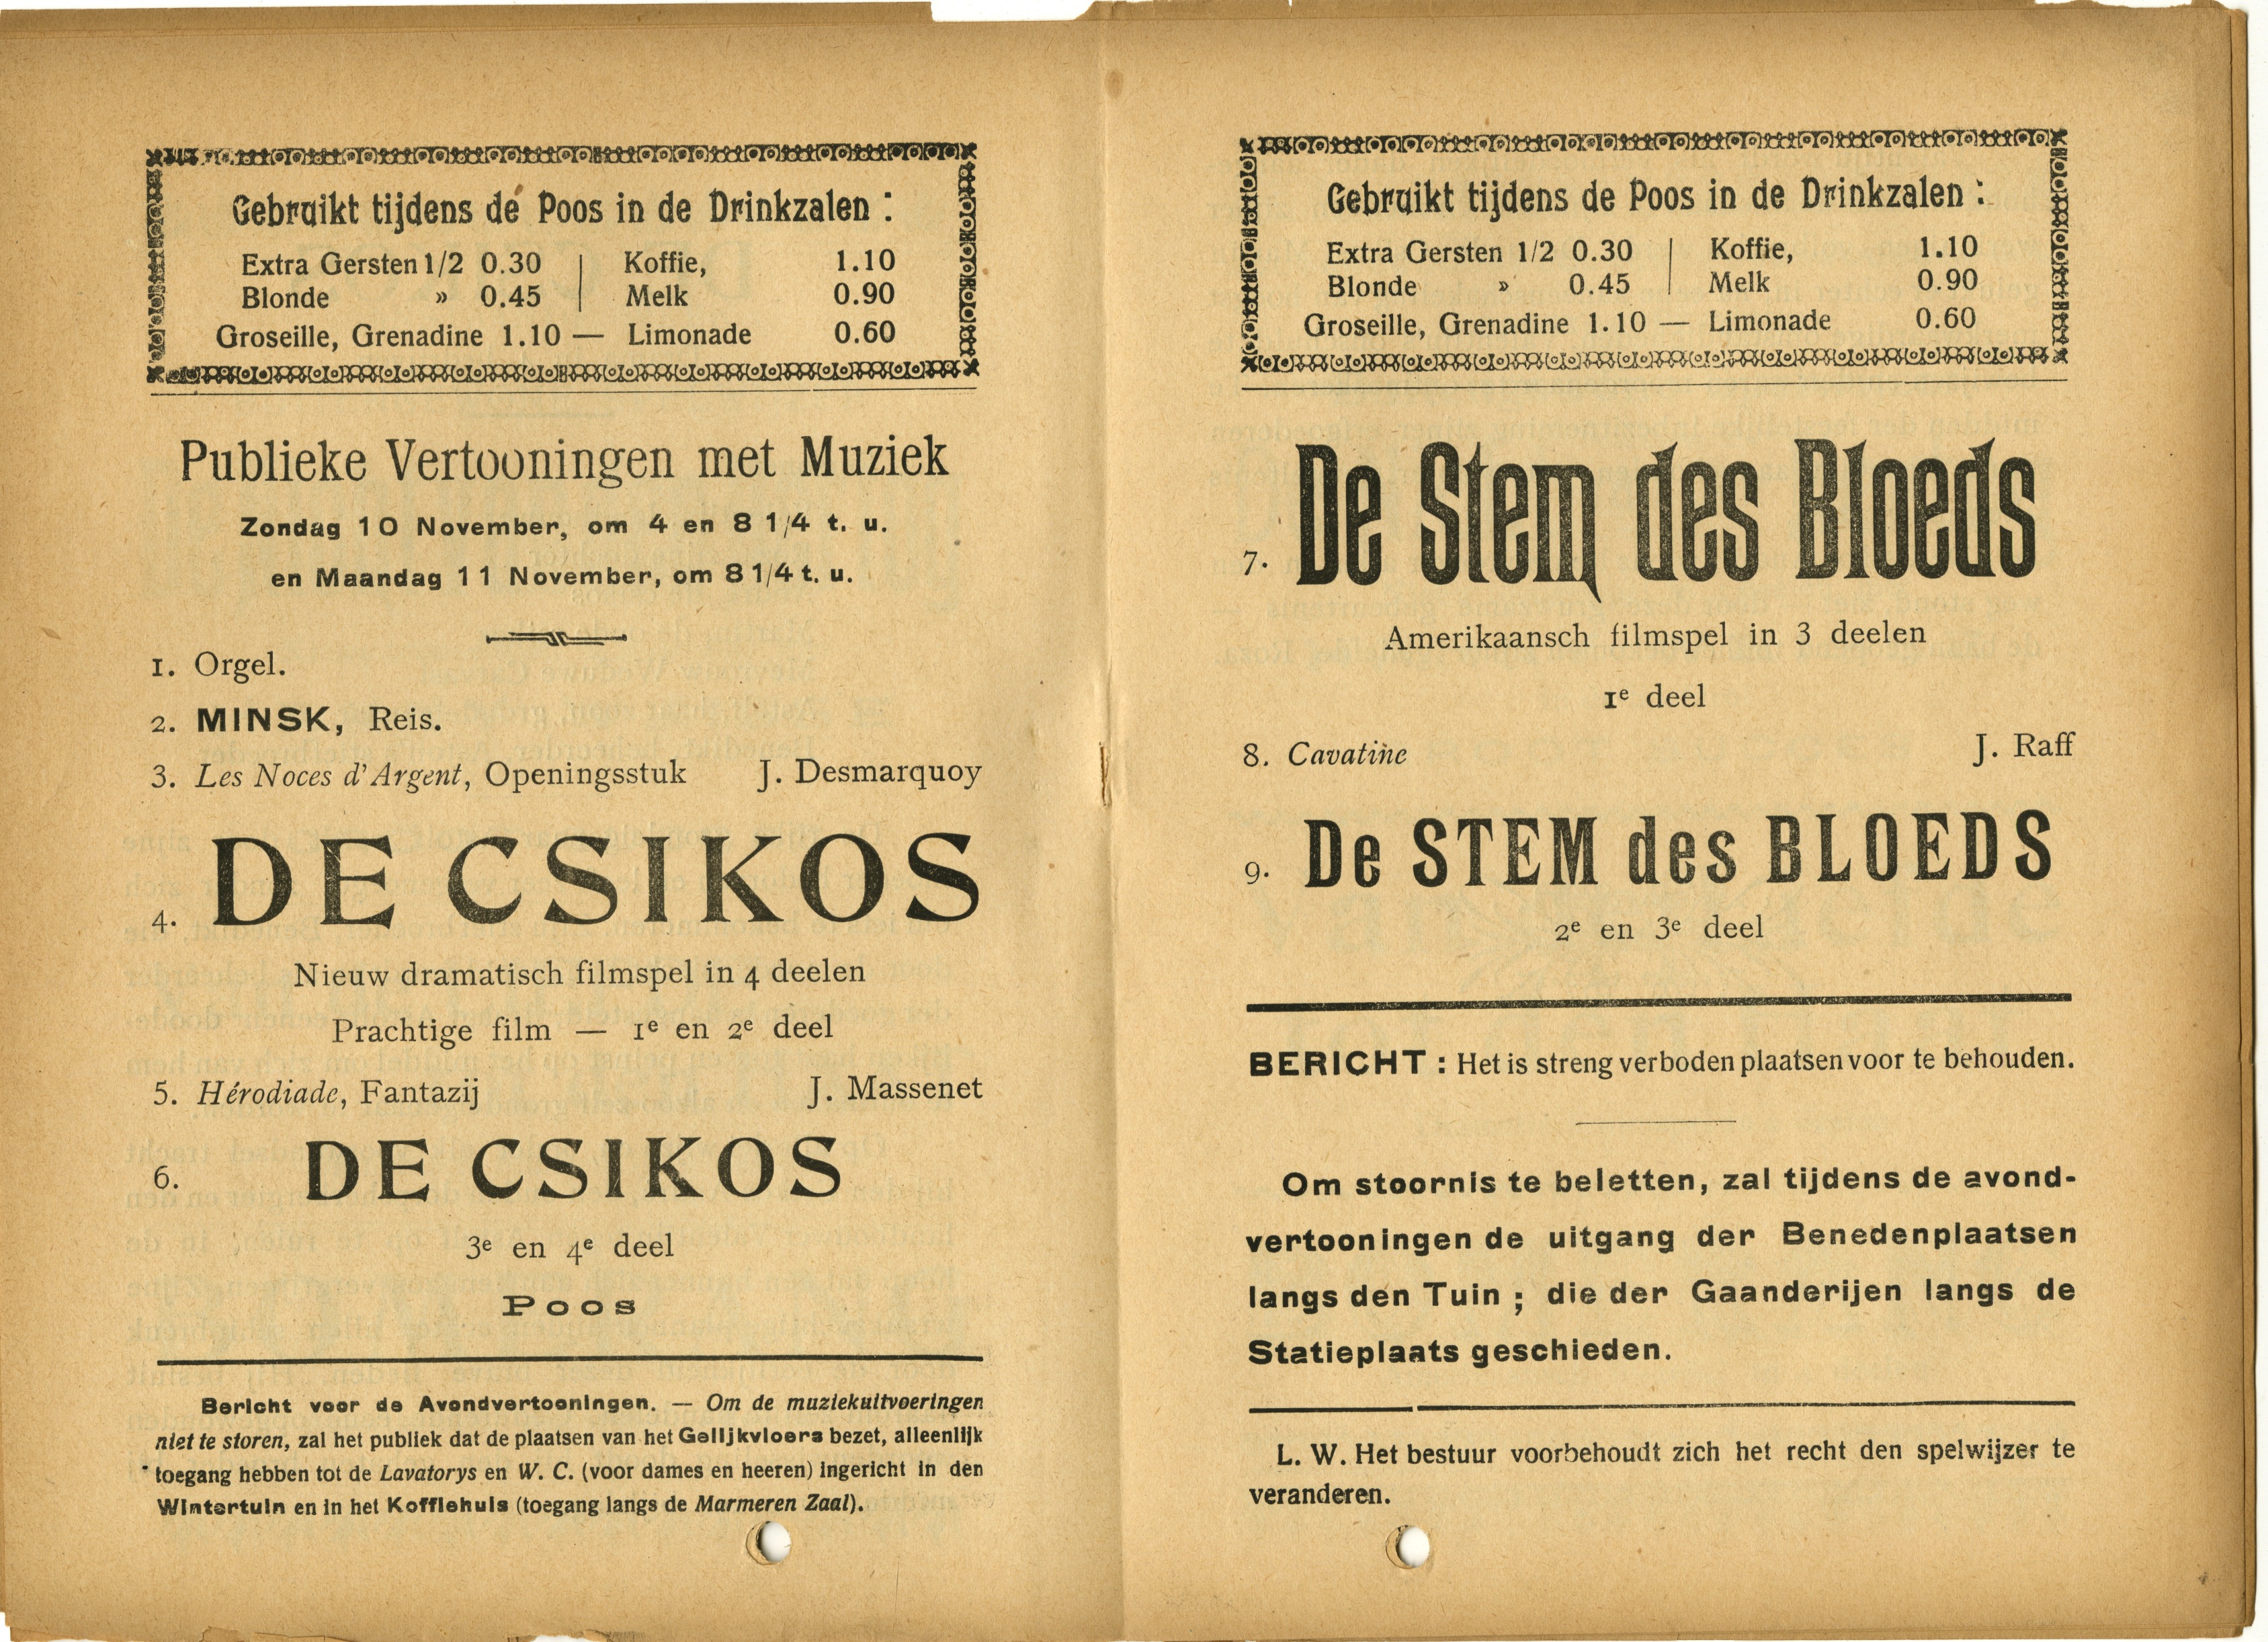 Gebruikt tijdens de Poos in de Drinkzalen :
Extra Gersten 1/2 0.30 | Koffie, 1.10
Blonde » 0.45 | Melk 0.90
Groseille, Grenadine 1.10 — Limonade 0.60
Publieke Vertooningen met Muziek
Zondag 10 November, om 4 en 8 1/4 t. u.
en Maandag 11 November, om 8 1/4 t. u.
1. Orgel.
2. MINSK, Reis.
3. Les Noces d'Argent, Openingsstuk J. Desmarquoy
4. DE CSIKOS
Nieuw dramatisch filmspel in 4 deelen
Prachtige film — 1e en 2e deel
5. Hérodiade, Fantazij J. Massenet
6. DE CSIKOS
3e en 4e deel
Poos
Bericht voor de Avondvertooningen. — Om de muziekuitvoeringen
niet te storen, zal het publiek dat de plaatsen van het Gelijkvloers bezet, alleenlijk
toegang hebben tot de Lavatorys en W. C. (voor dames en heeren) ingericht in den
Wintertuin en in het Koffiehuis (toegang langs de Marmeren Zaal).
Gebruikt tijdens de Poos in de Drinkzalen :
Extra Gersten 1/2 0.30 | Koffie, 1.10
Blonde » 0.45 | Melk 0.90
Groseille, Grenadine 1.10 — Limonade 0.60
7. De Stem des Bloeds
Amerikaansch filmspel in 3 deelen
1e deel
8. Cavatine J. Raff
9. De STEM des BLOEDS
2e en 3e deel
BERICHT : Het is streng verboden plaatsen voor te behouden.
Om stoornis te beletten, zal tijdens de avond-
vertooningen de uitgang der Benedenplaatsen
langs den Tuin ; die der Gaanderijen langs de
Statieplaats geschieden.
L. W. Het bestuur voorbehoudt zich het recht den spelwijzer te
veranderen.